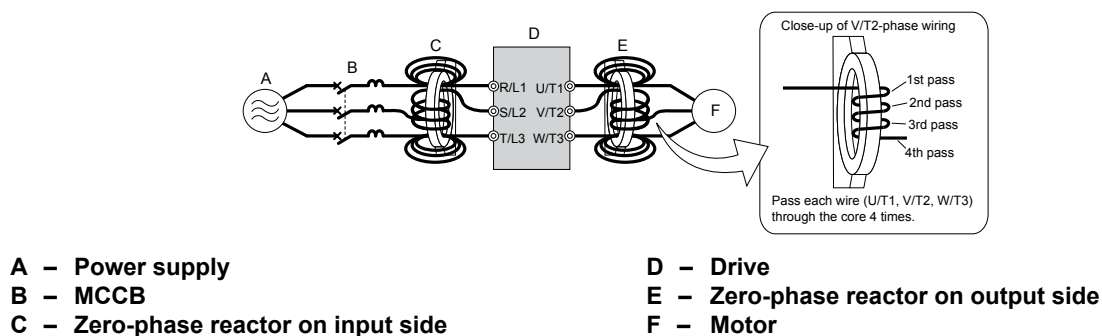 Close-up of V/T2-phase wiring
A
B
C
D
E
F
R/L1 U/T1
S/L2 V/T2
T/L3 W/T3
1st pass
2nd pass
3rd pass
4th pass
Pass each wire (U/T1, V/T2, W/T3)
through the core 4 times.
A – Power supply
B – MCCB
C – Zero-phase reactor on input side
D – Drive
E – Zero-phase reactor on output side
F – Motor